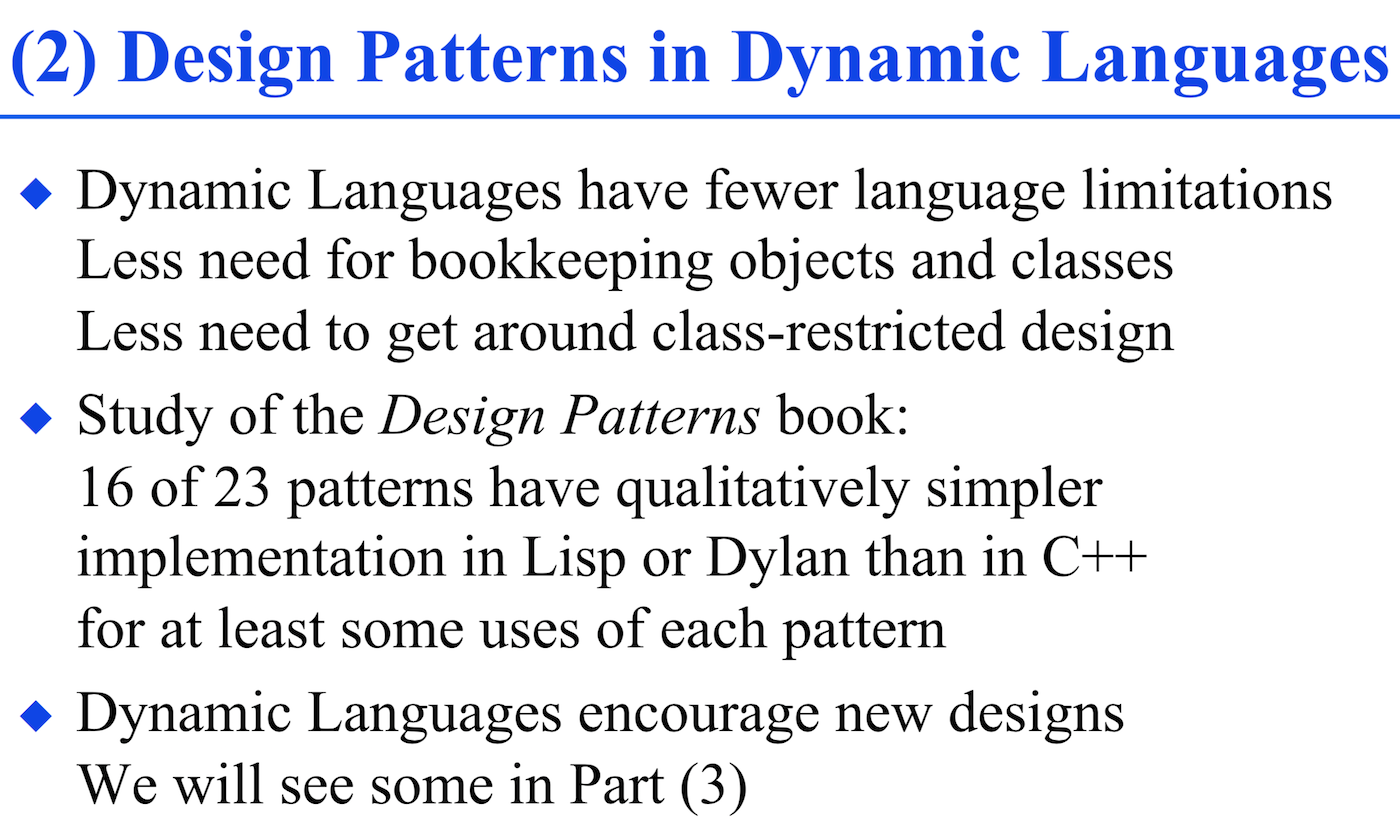 (2) Design Patterns in Dynamic Languages
Dynamic Languages have fewer language limitations
Less need for bookkeeping objects and classes
Less need to get around class-restricted design
Study of the Design Patterns book:
16 of 23 patterns have qualitatively simpler
implementation in Lisp or Dylan than in C++
for at least some uses of each pattern
Dynamic Languages encourage new designs
We will see some in Part (3)